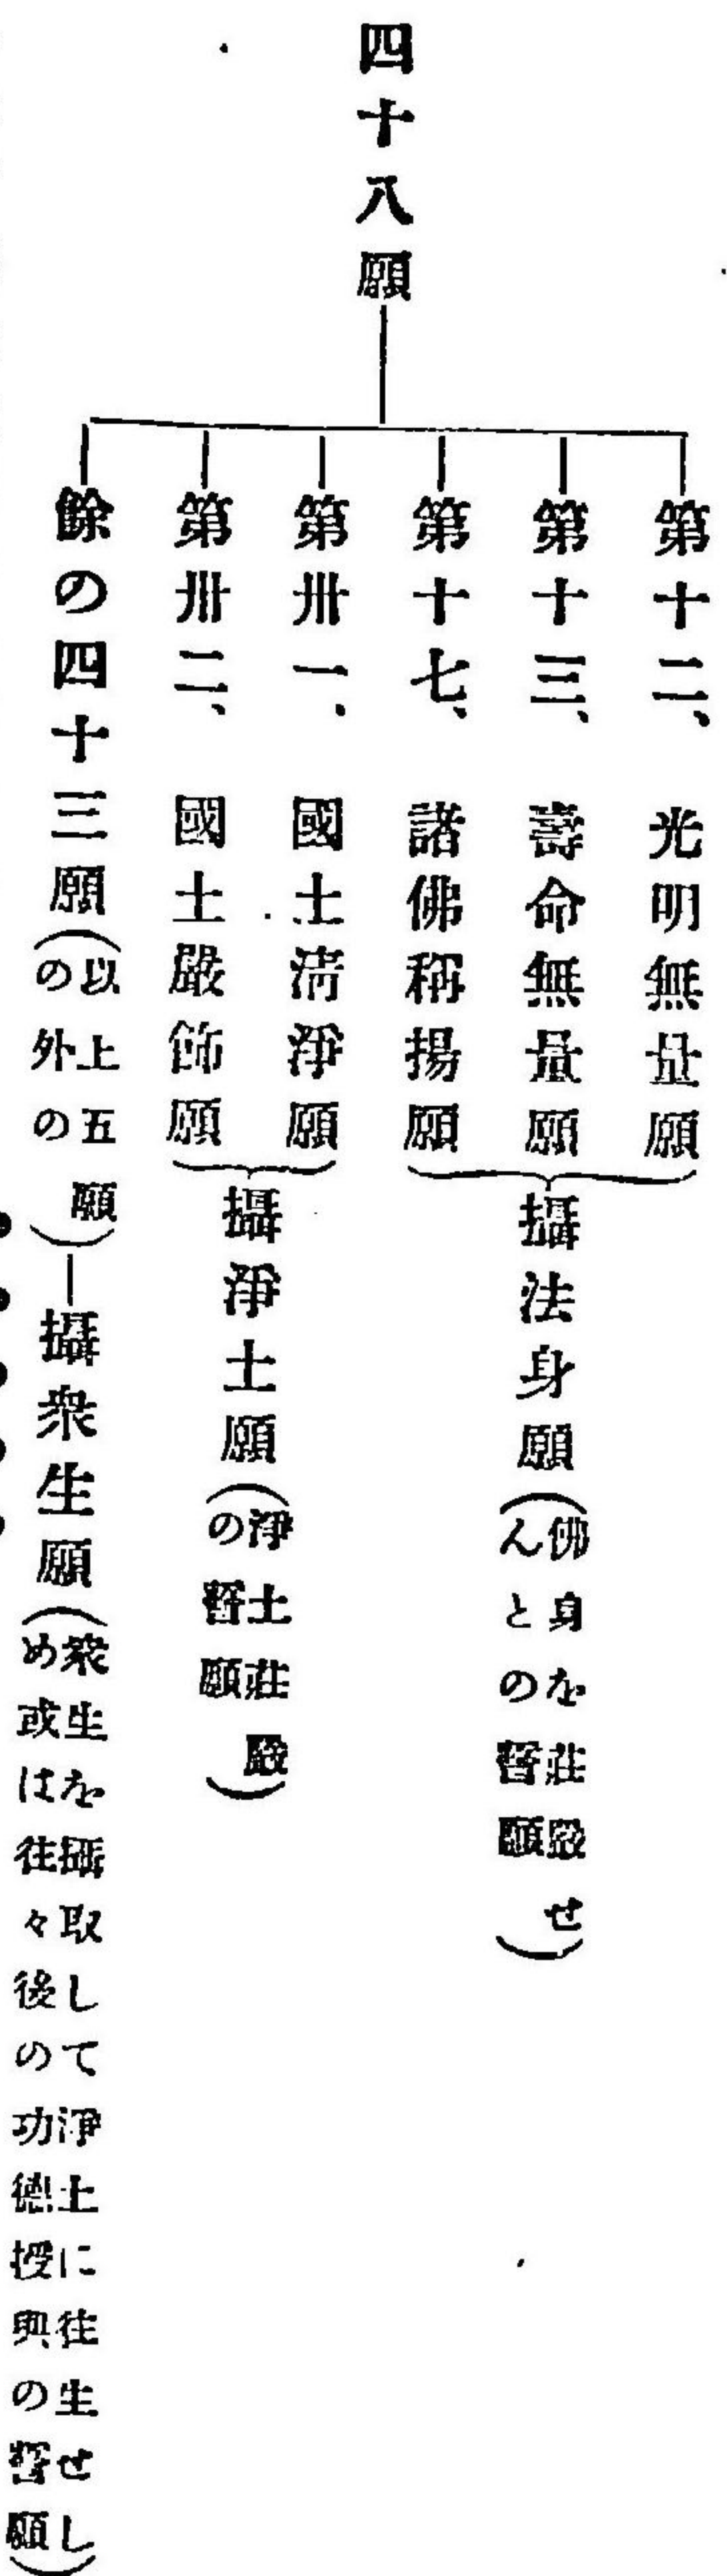 四十八願
第十二、光明無量願
第十三、壽命無量願
第十七、諸佛稱揚願
攝法身願(佛身を莊嚴せ
んとの誓願)
第卅一、國土淸淨願
第卅二、國土嚴飾願
攝淨土願(淨土莊嚴
の誓願)
餘の四十三願(以上五願
の外の)―攝衆生願(衆生を攝取して淨土に往生せし
め或は往々後の功德授與の誓願)